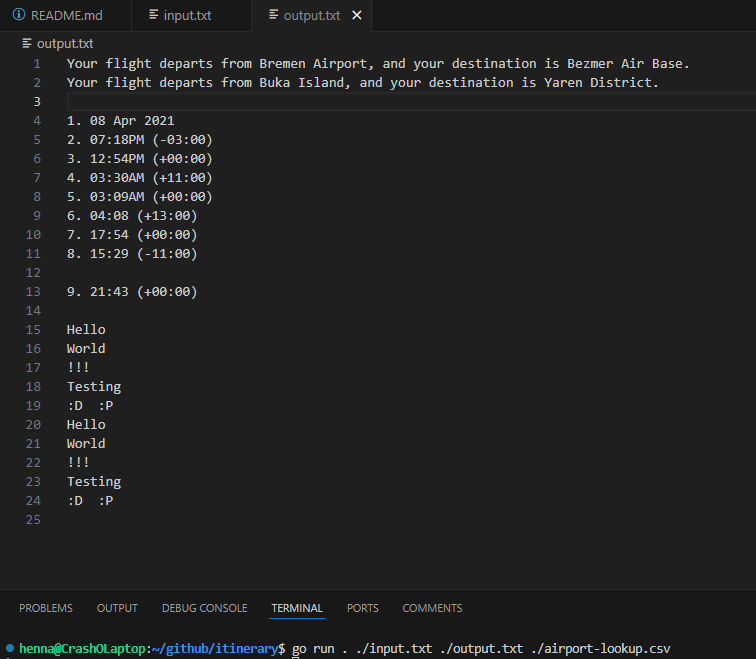 README.md
input.txt
output.txt
output.txt
1 Your flight departs from Bremen Airport, and your destination is Bezmer Air Base.
2 Your flight departs from Buka Island, and your destination is Yaren District.
3
4 1. 08 Apr 2021
5 2. 07:18PM (-03:00)
6 3. 12:54PM (+00:00)
7 4. 03:30AM (+11:00)
8 5. 03:09AM (+00:00)
9 6. 04:08 (+13:00)
10 7. 17:54 (+00:00)
11 8. 15:29 (-11:00)
12
13 9. 21:43 (+00:00)
14
15 Hello
16 World
17 !!!
18 Testing
19 :D  :P
20 Hello
21 World
22 !!!
23 Testing
24 :D  :P
25
PROBLEMS OUTPUT DEBUG CONSOLE TERMINAL PORTS COMMENTS
henna@CrashOLaptop:~/github/itinerary$ go run . ./input.txt ./output.txt ./airport-lookup.csv